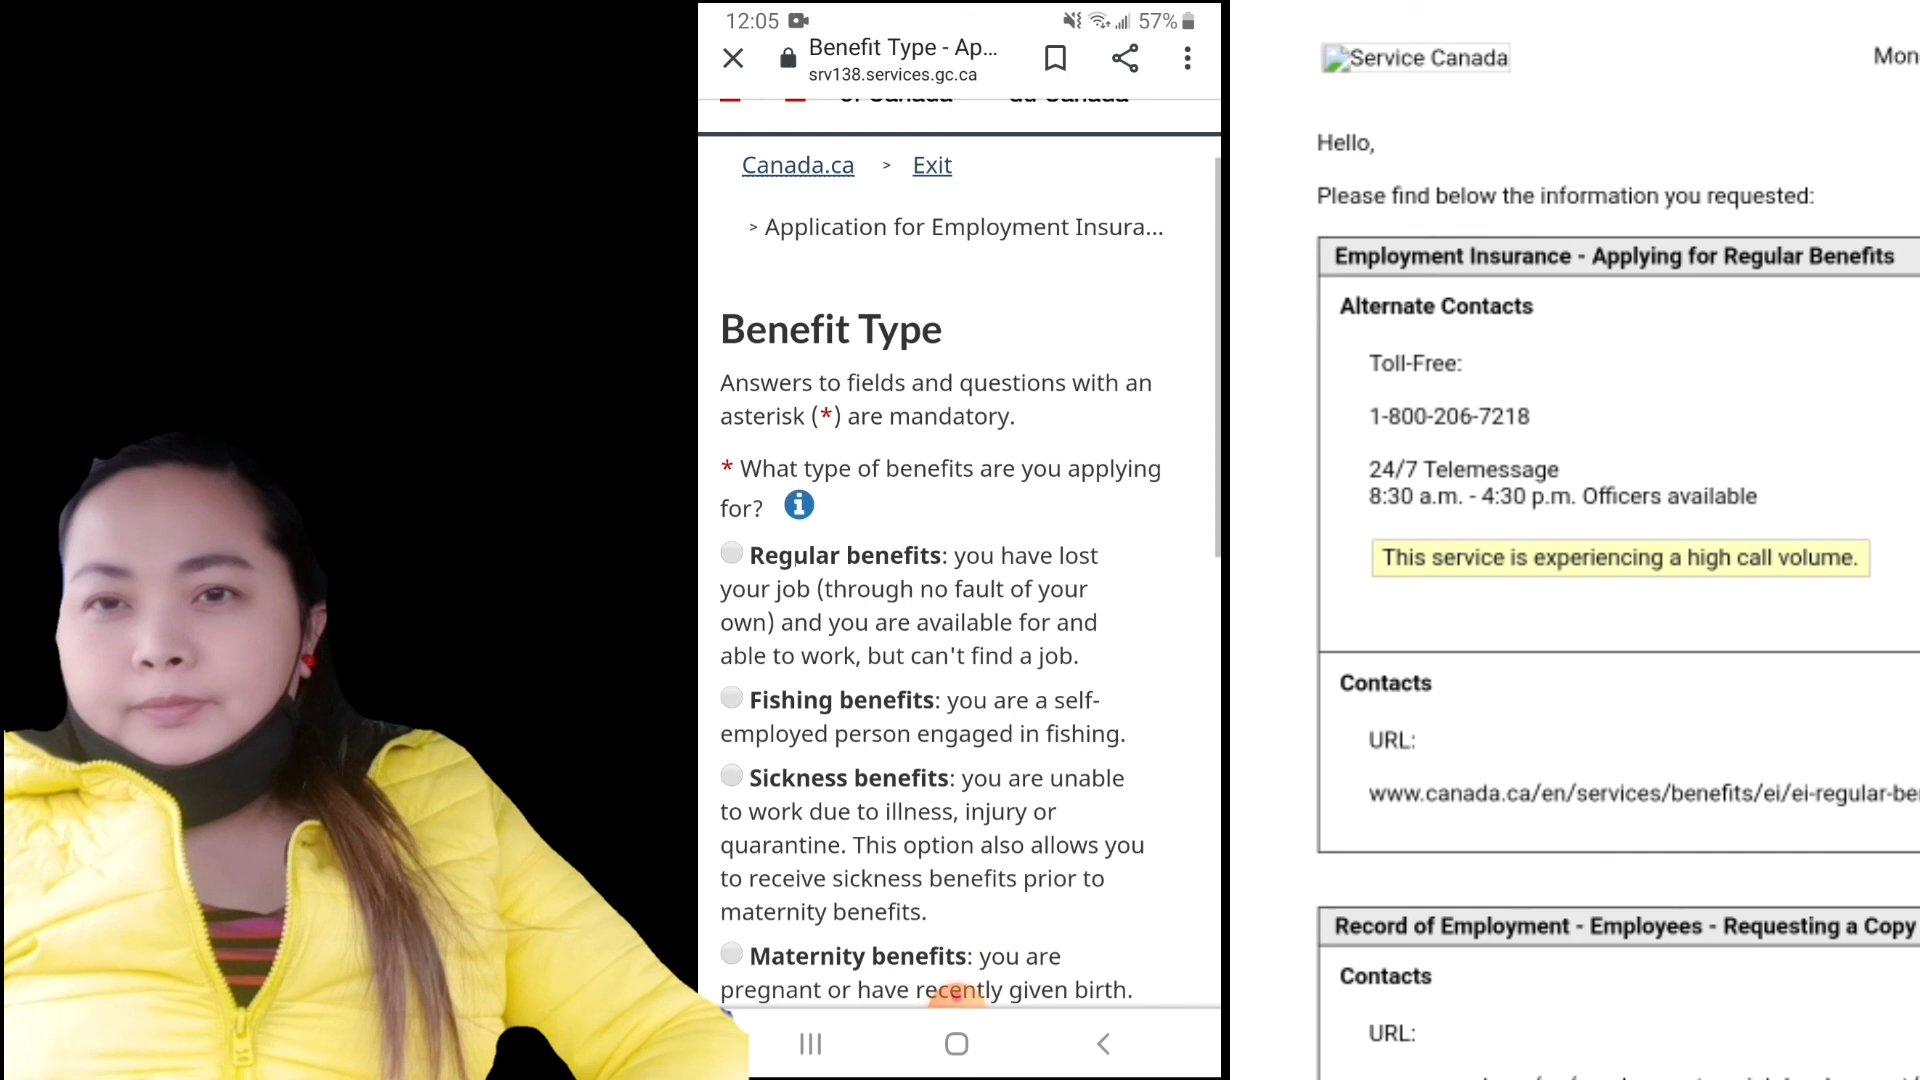 12:05
57%
Benefit Type - Ap...
srv138.services.gc.ca
of Canada du Canada
Canada.ca > Exit
> Application for Employment Insura...
Benefit Type
Answers to fields and questions with an
asterisk (*) are mandatory.
* What type of benefits are you applying
for?
Regular benefits: you have lost
your job (through no fault of your
own) and you are available for and
able to work, but can't find a job.
Fishing benefits: you are a self-
employed person engaged in fishing.
Sickness benefits: you are unable
to work due to illness, injury or
quarantine. This option also allows you
to receive sickness benefits prior to
maternity benefits.
Maternity benefits: you are
pregnant or have recently given birth.
Service Canada
Mon
Hello,
Please find below the information you requested:
Employment Insurance - Applying for Regular Benefits
Alternate Contacts
Toll-Free:
1-800-206-7218
24/7 Telemessage
8:30 a.m. - 4:30 p.m. Officers available
This service is experiencing a high call volume.
Contacts
URL:
www.canada.ca/en/services/benefits/ei/ei-regular-be
Record of Employment - Employees - Requesting a Copy
Contacts
URL: